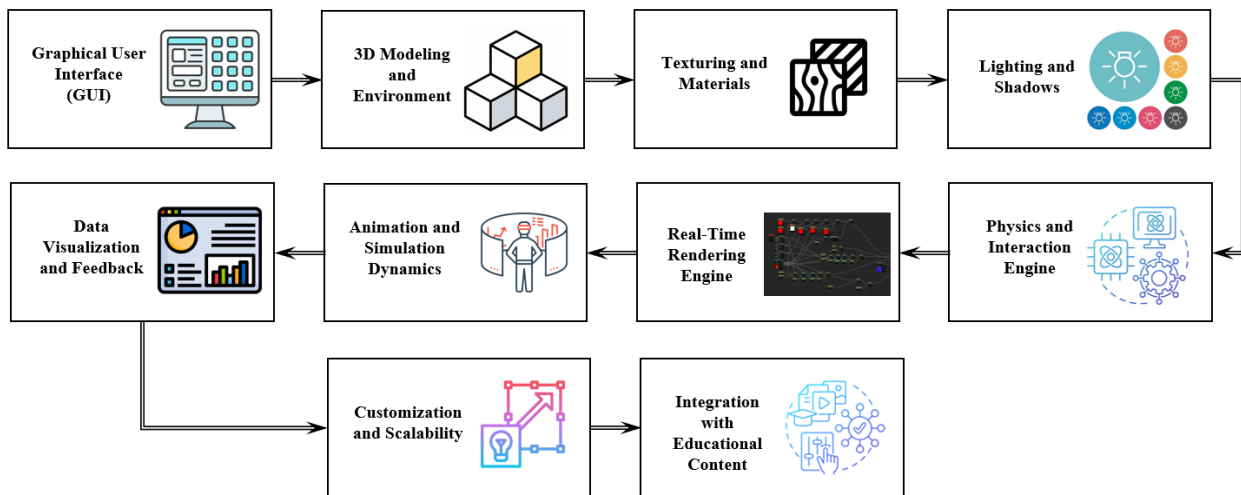 Graphical User
Interface
(GUI)
3D Modeling
and
Environment
Texturing and
Materials
Lighting and
Shadows
Physics and
Interaction
Engine
Real-Time
Rendering
Engine
Animation and
Simulation
Dynamics
Data
Visualization
and Feedback
Customization
and Scalability
Integration
with
Educational
Content